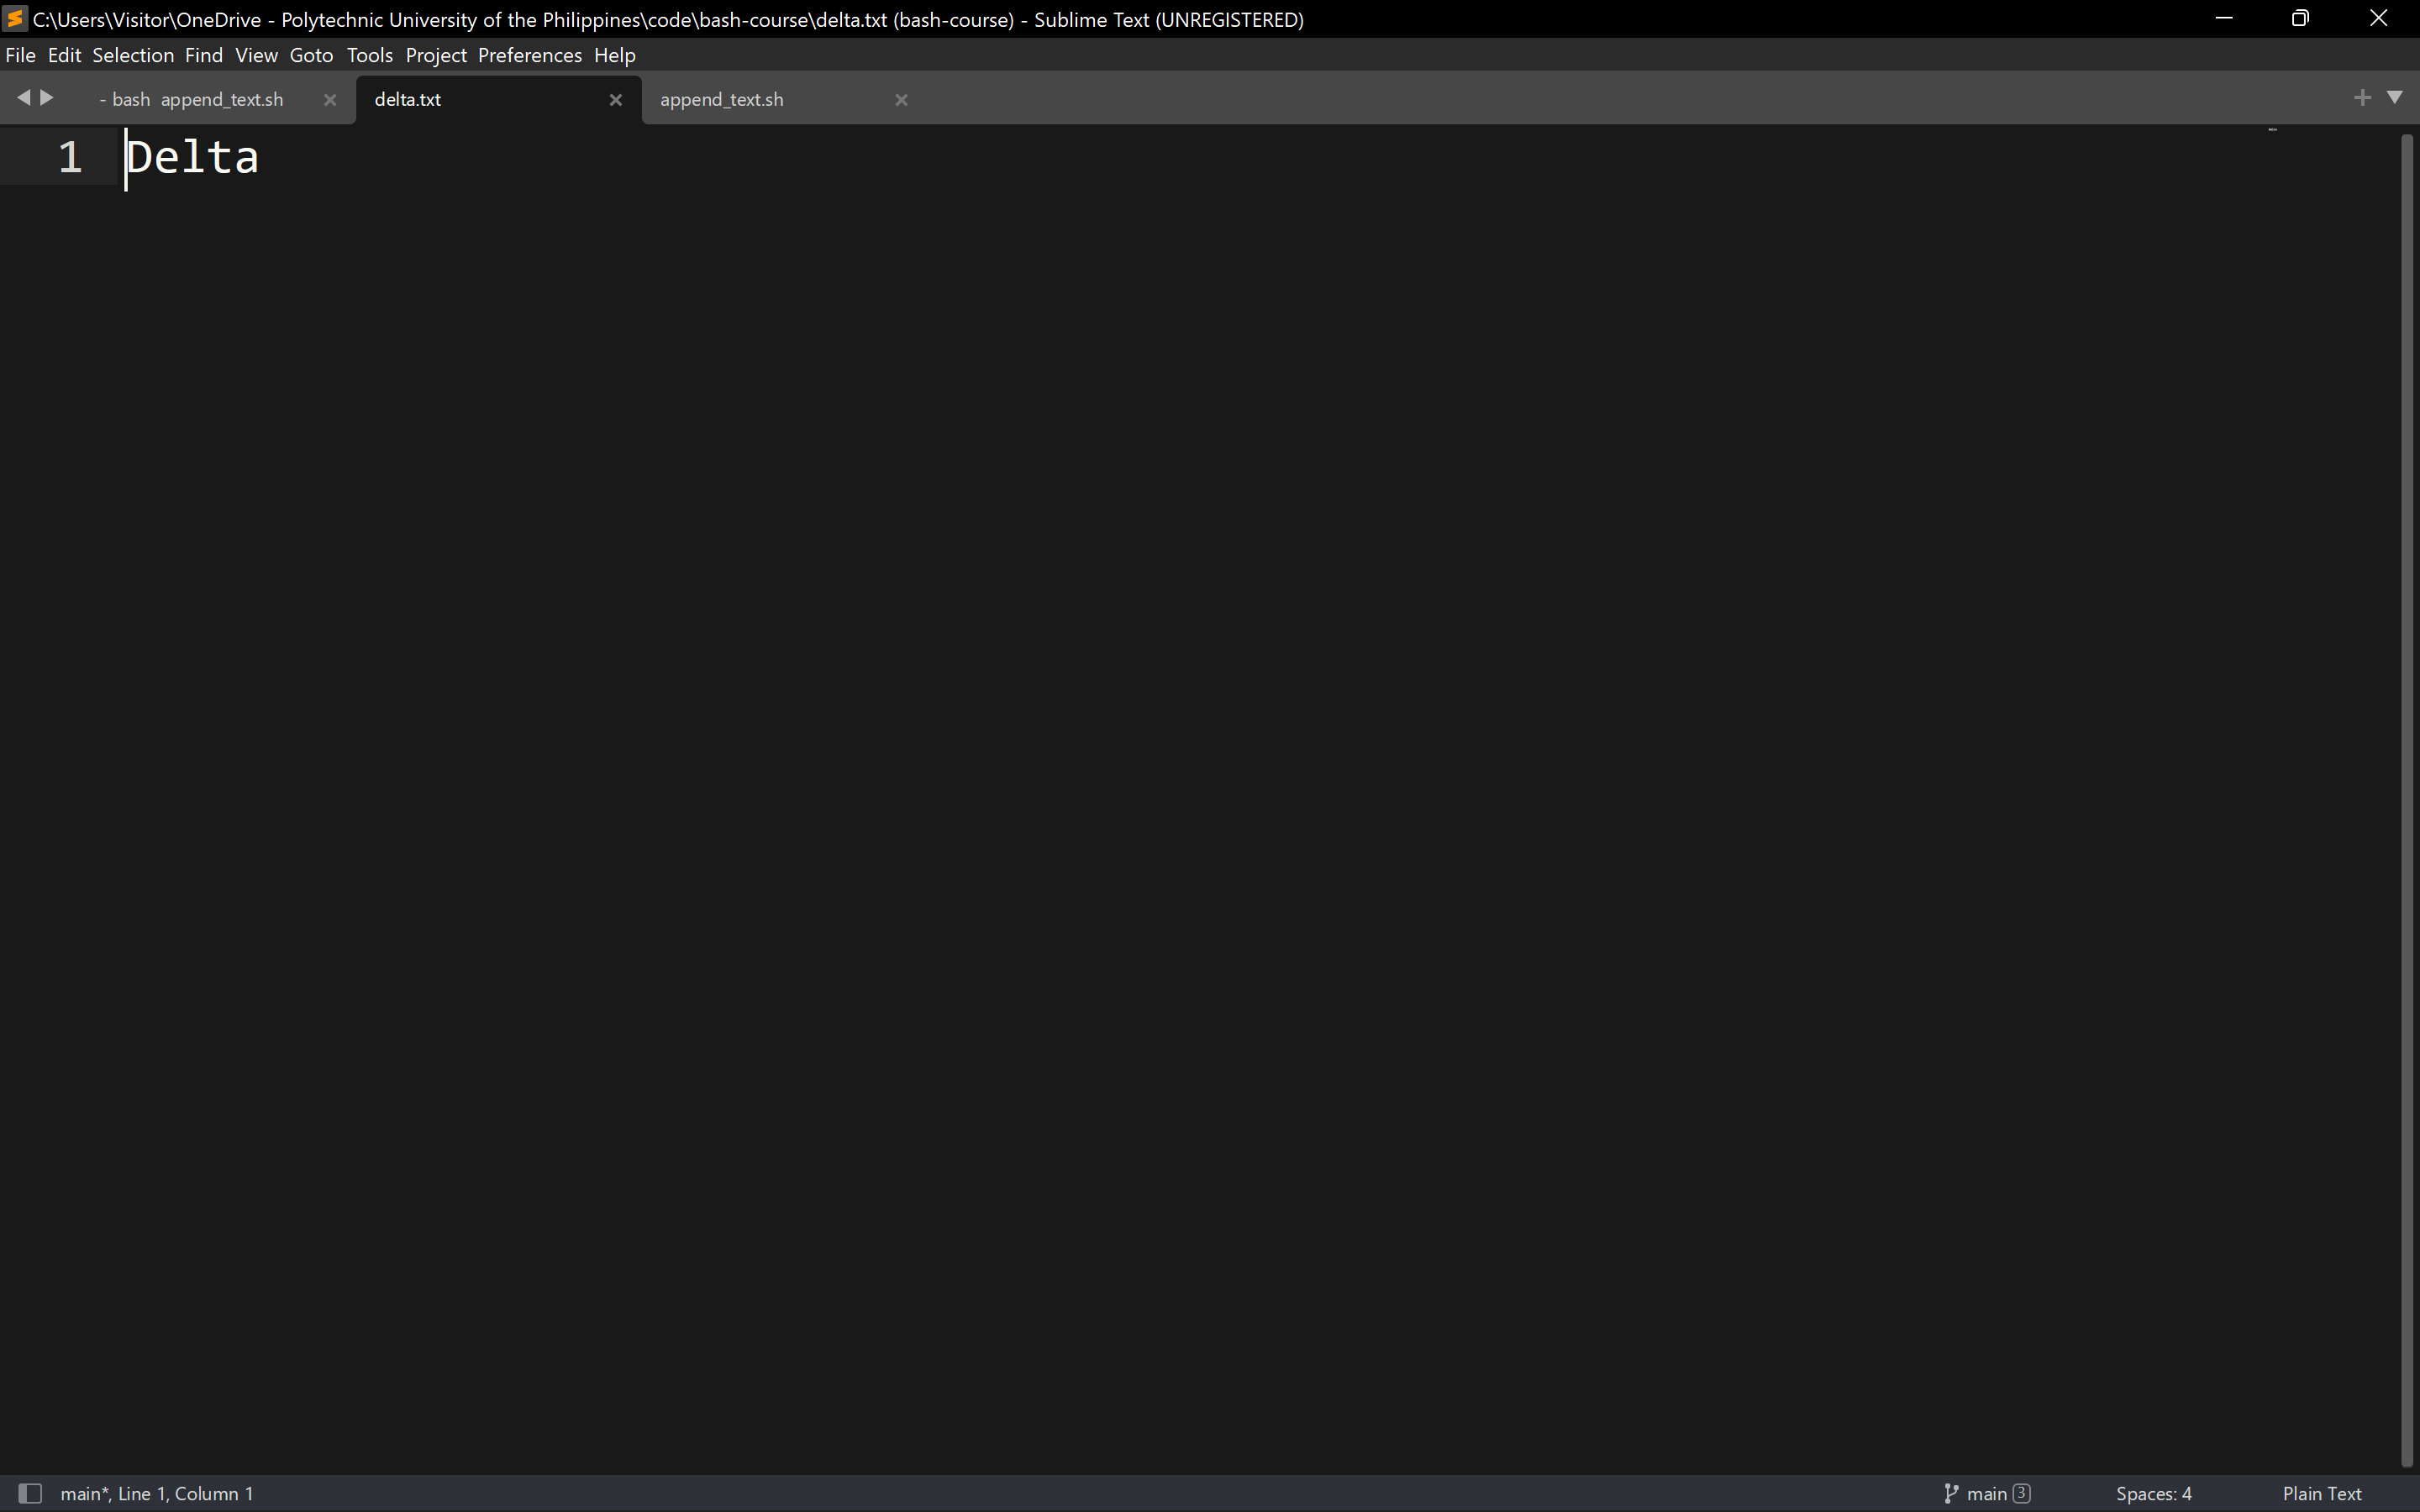 C:\Users\Visitor\OneDrive - Polytechnic University of the Philippines\code\bash-course\delta.txt (bash-course) - Sublime Text (UNREGISTERED)
File Edit Selection Find View Goto Tools Project Preferences Help
- bash append_text.sh delta.txt append_text.sh
1 Delta
main*, Line 1, Column 1 main 3 Spaces: 4 Plain Text